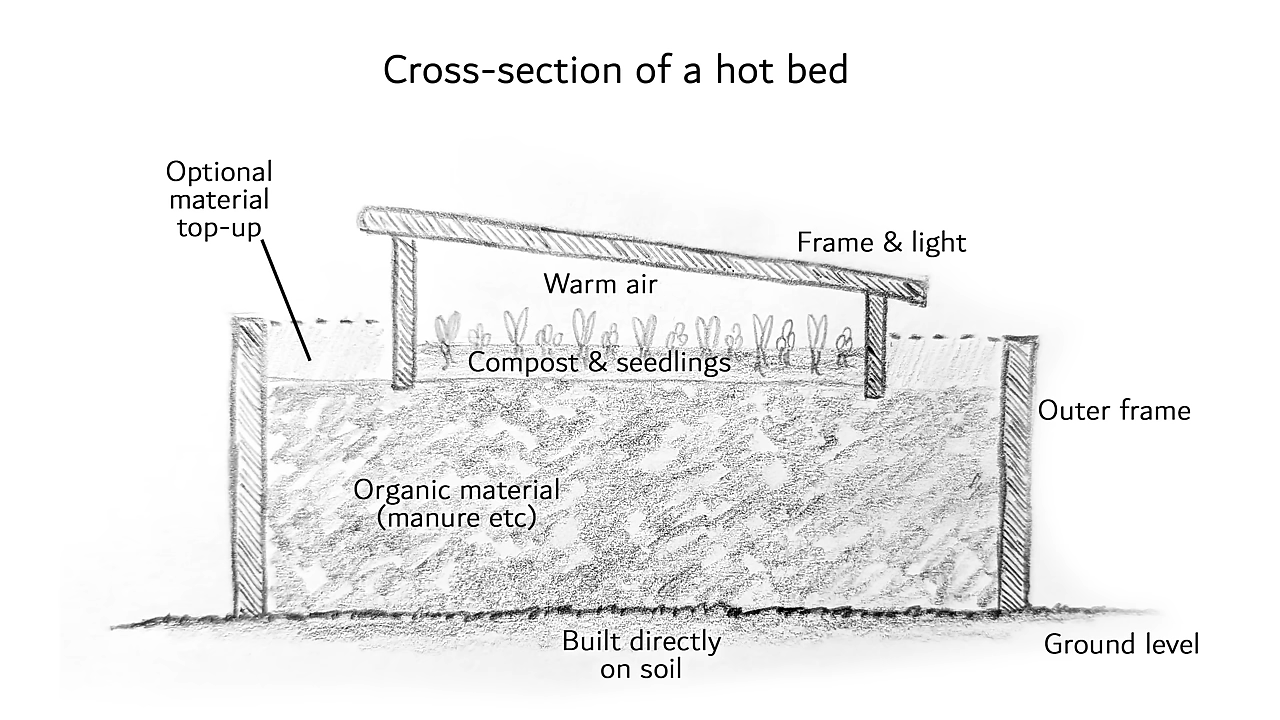 Cross-section of a hot bed
Optional
material
top-up
Frame & light
Warm air
Compost & seedlings
Outer frame
Organic material
(manure etc)
Built directly
on soil
Ground level